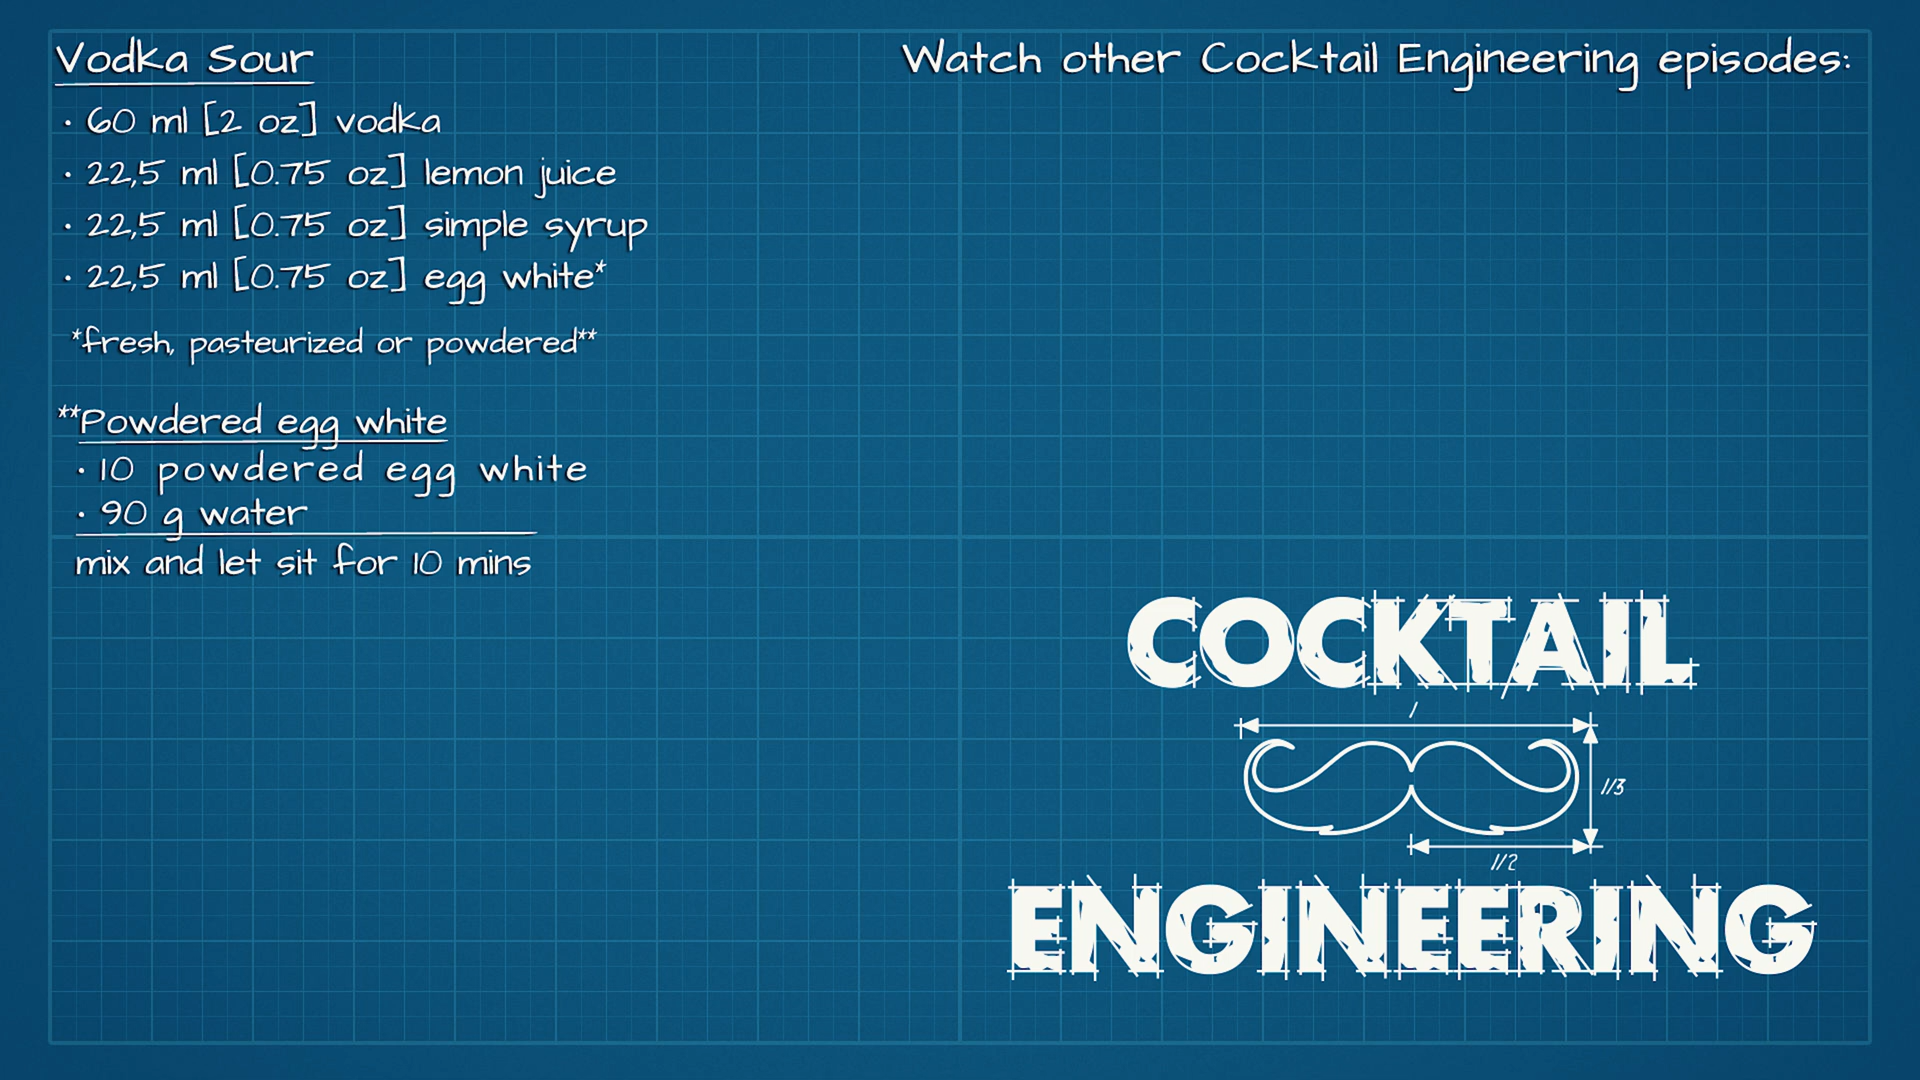 Vodka Sour
· 60 ml [2 oz] vodka
· 22,5 ml [0.75 oz] lemon juice
· 22,5 ml [0.75 oz] simple syrup
· 22,5 ml [0.75 oz] egg white*
*fresh, pasteurized or powdered**
**Powdered egg white
· 10 powdered egg white
· 90 g water
mix and let sit for 10 mins
Watch other Cocktail Engineering episodes:
COCKTAIL
1
1/3
1/2
ENGINEERING